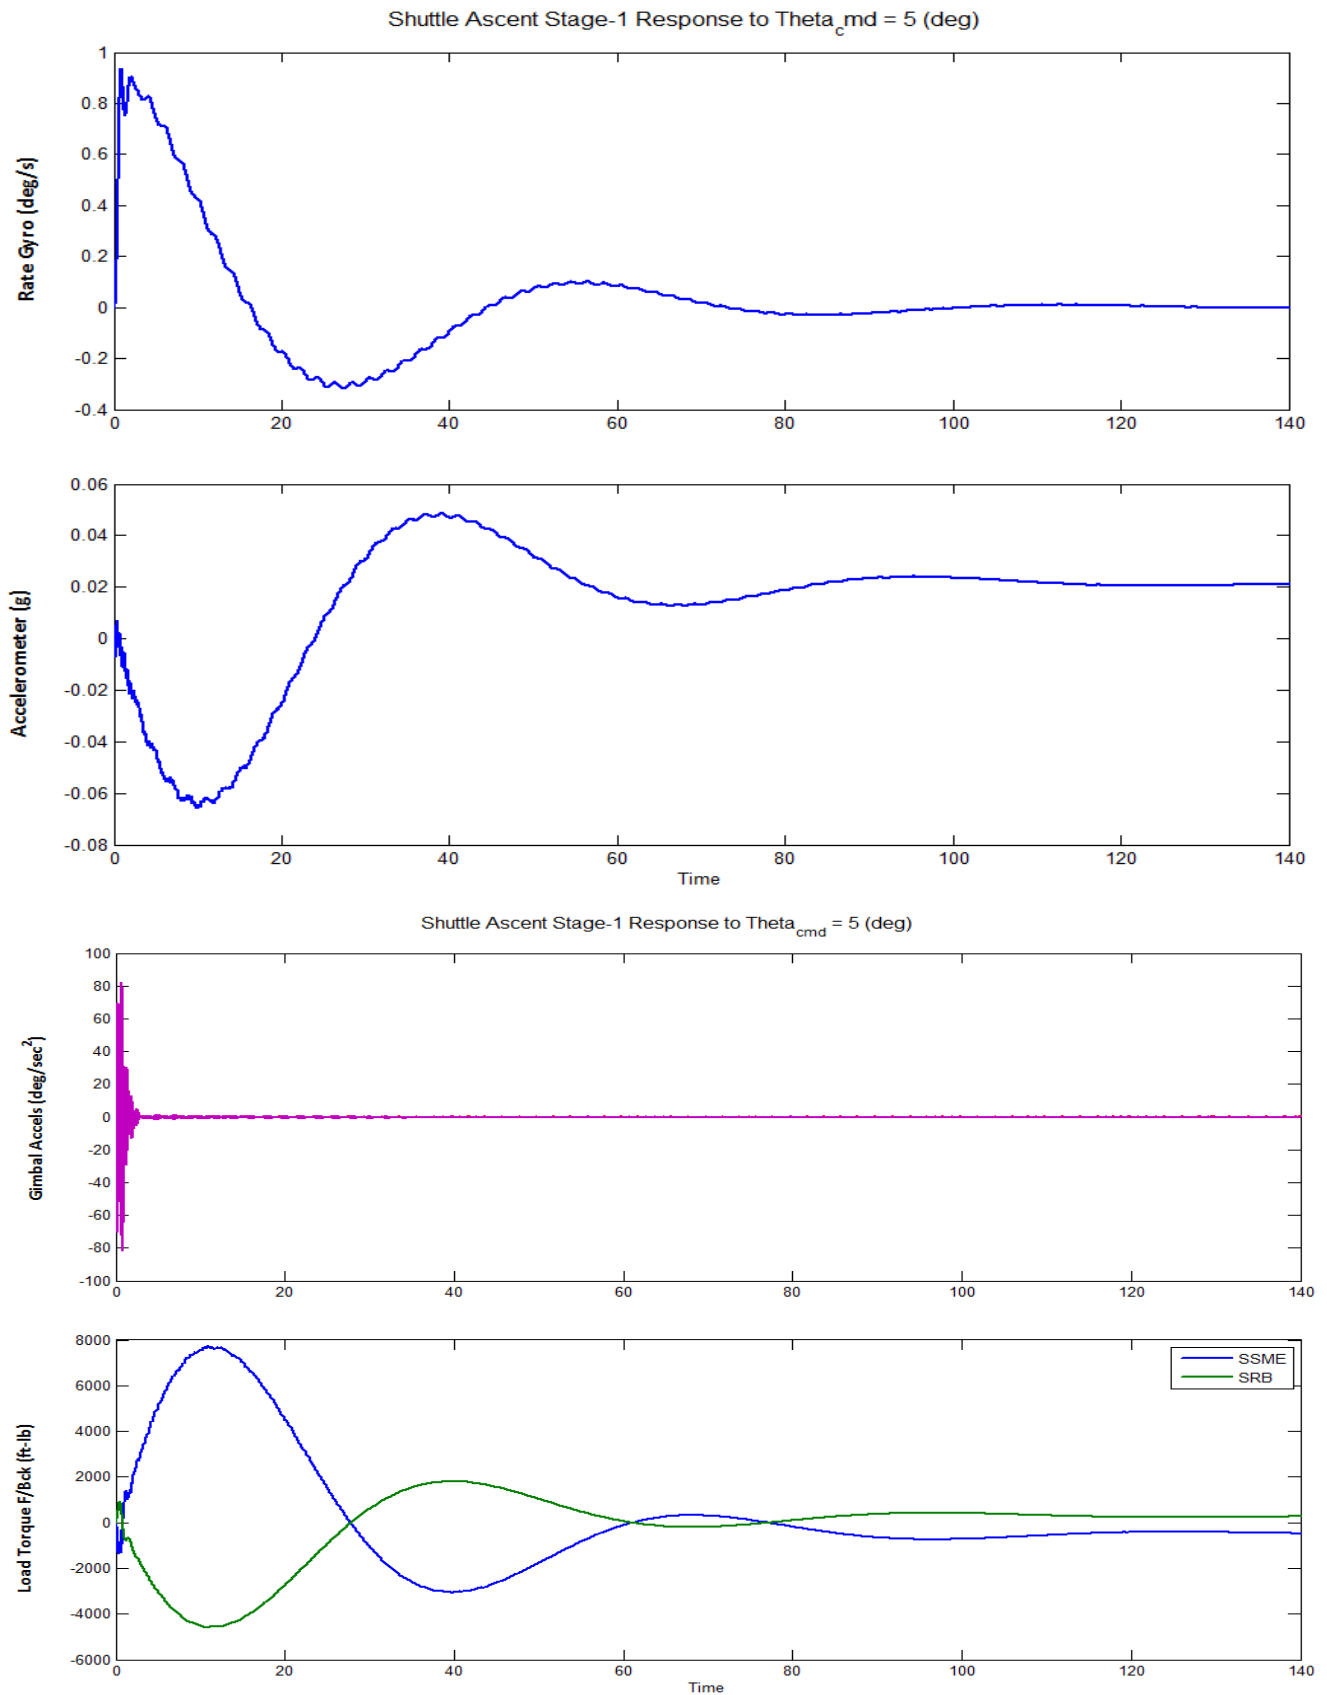 Shuttle Ascent Stage-1 Response to Theta_cmd = 5 (deg)
Rate Gyro (deg/s)
1
0.8
0.6
0.4
0.2
0
-0.2
-0.4
0 20 40 60 80 100 120 140
Accelerometer (g)
0.06
0.04
0.02
0
-0.02
-0.04
-0.06
-0.08
0 20 40 60 80 100 120 140
Time
Shuttle Ascent Stage-1 Response to Theta_cmd = 5 (deg)
Gimbal Accels (deg/sec²)
100
80
60
40
20
0
-20
-40
-60
-80
-100
0 20 40 60 80 100 120 140
Load Torque F/Bck (ft-lb)
8000
6000
4000
2000
0
-2000
-4000
-6000
SSME
SRB
0 20 40 60 80 100 120 140
Time